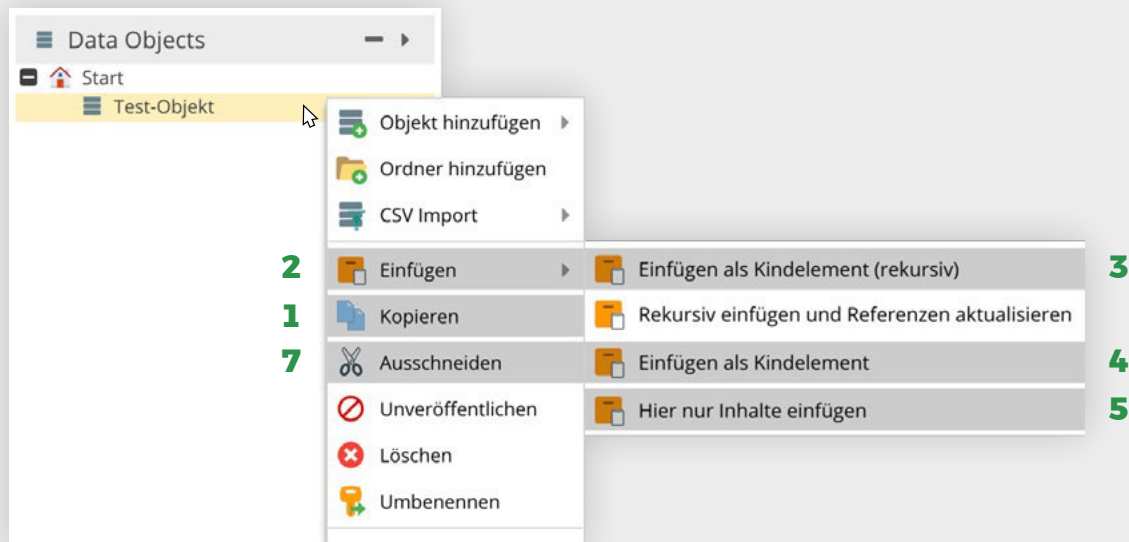 Data Objects
Start
Test-Objekt
Objekt hinzufügen
Ordner hinzufügen
CSV Import
2 Einfügen Einfügen als Kindelement (rekursiv) 3
1 Kopieren Rekursiv einfügen und Referenzen aktualisieren
7 Ausschneiden Einfügen als Kindelement 4
Unveröffentlichen Hier nur Inhalte einfügen 5
Löschen
Umbenennen